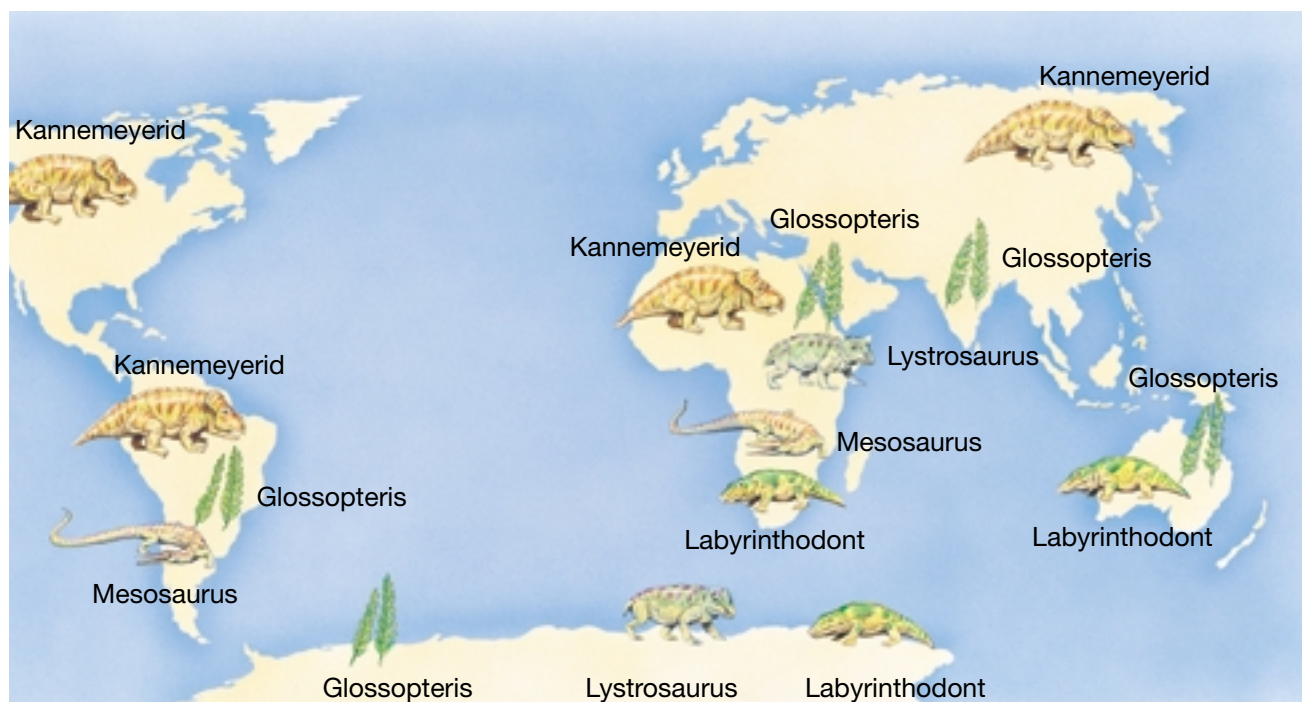 Kannemeyerid
Kannemeyerid
Glossopteris
Kannemeyerid
Glossopteris
Lystrosaurus
Kannemeyerid
Glossopteris
Mesosaurus
Glossopteris
Labyrinthodont
Labyrinthodont
Mesosaurus
Glossopteris
Lystrosaurus
Labyrinthodont